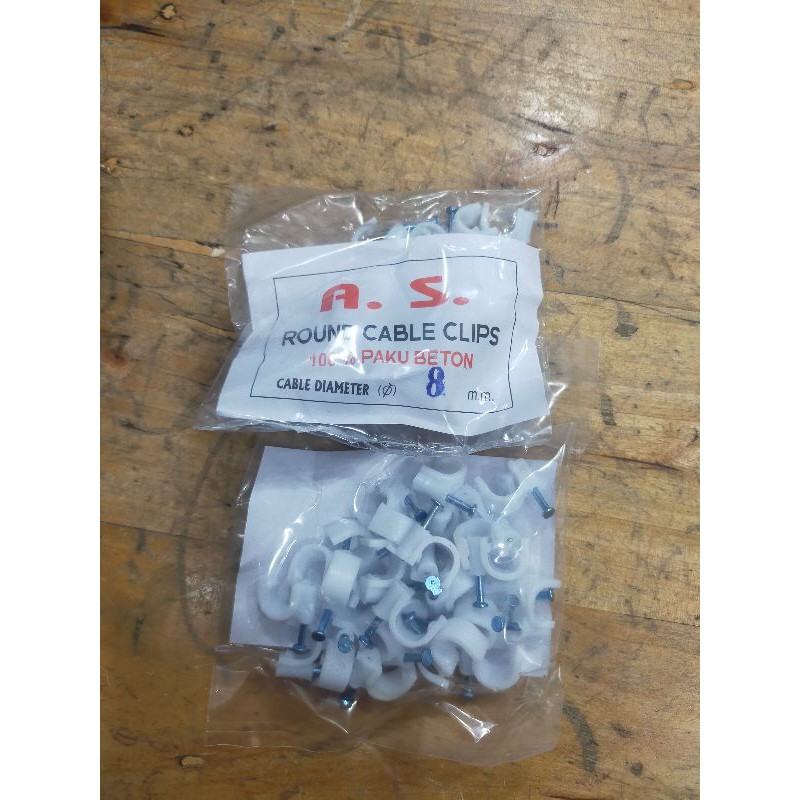 A. S.
ROUND CABLE CLIPS
100% PAKU BETON
CABLE DIAMETER (Ø) 8 m.m.